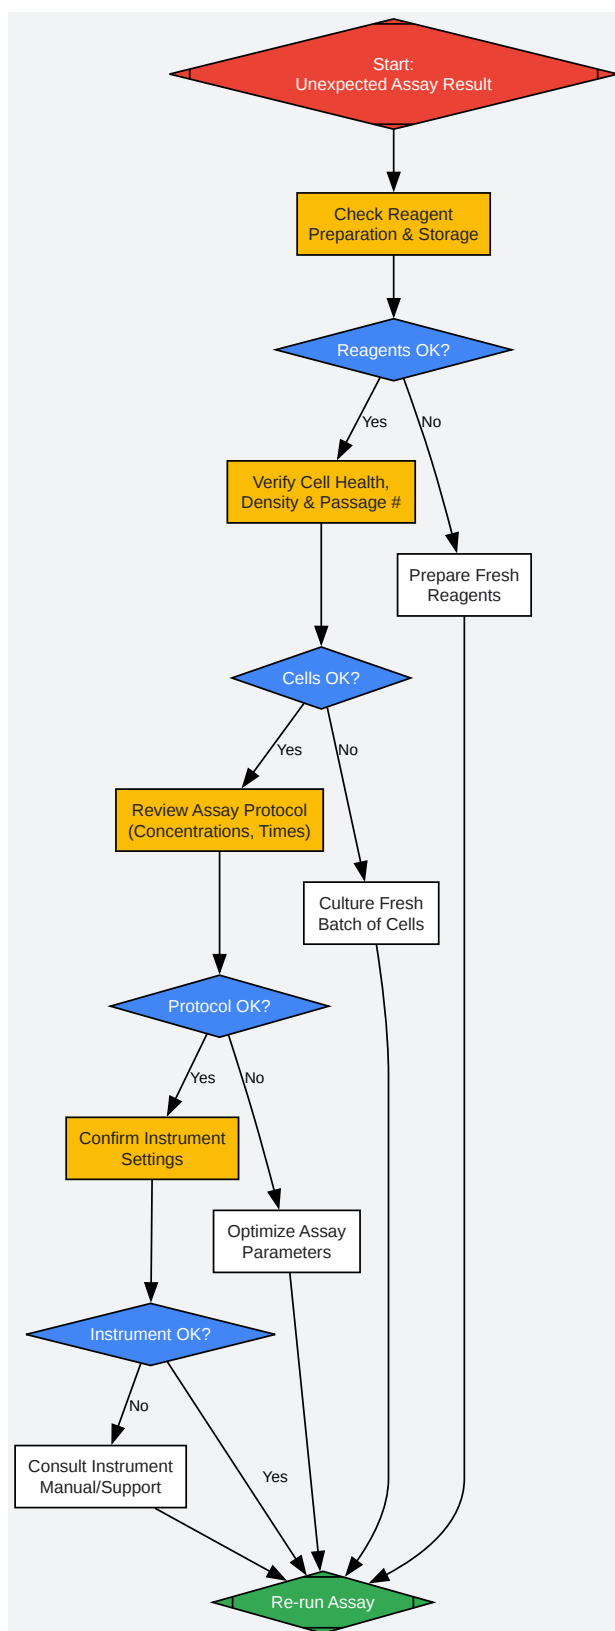 Start:
Unexpected Assay Result
Check Reagent
Preparation & Storage
Reagents OK?
Yes
No
Verify Cell Health,
Density & Passage #
Prepare Fresh
Reagents
Cells OK?
Yes
No
Review Assay Protocol
(Concentrations, Times)
Culture Fresh
Batch of Cells
Protocol OK?
Yes
No
Confirm Instrument
Settings
Optimize Assay
Parameters
Instrument OK?
No
Yes
Consult Instrument
Manual/Support
Re-run Assay